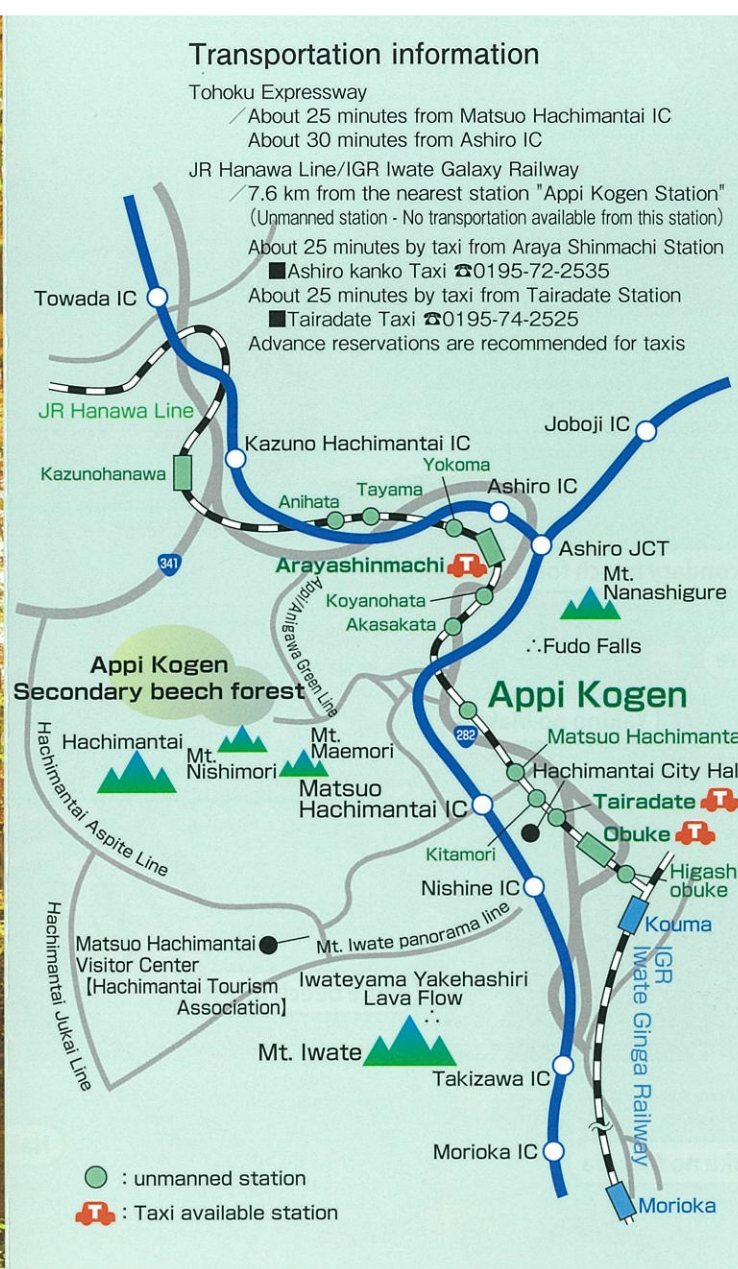 Transportation information
Tohoku Expressway
／About 25 minutes from Matsuo Hachimantai IC
About 30 minutes from Ashiro IC
JR Hanawa Line/IGR Iwate Galaxy Railway
／7.6 km from the nearest station "Appi Kogen Station"
(Unmanned station - No transportation available from this station)
About 25 minutes by taxi from Araya Shinmachi Station
■Ashiro kanko Taxi ☎0195-72-2535
About 25 minutes by taxi from Tairadate Station
■Tairadate Taxi ☎0195-74-2525
Advance reservations are recommended for taxis
Towada IC
JR Hanawa Line
Joboji IC
Kazuno Hachimantai IC
Kazunohanawa
Yokoma
Tayama
Anihata
Ashiro IC
Ashiro JCT
341
Arayashinmachi
T
Mt.
Nanashigure
Koyanohata
Akasakata
Appi/Anigawa Green Line
∴Fudo Falls
Appi Kogen
Secondary beech forest
Appi Kogen
282
Hachimantai
Mt.
Nishimori
Mt.
Maemori
Matsuo Hachimanta
Hachimantai City Hal
Matsuo
Hachimantai IC
Tairadate
T
Obuke
T
Kitamori
Hachimantai Aspite Line
Nishine IC
Higash
obuke
Kouma
Hachimantai Jukai Line
Matsuo Hachimantai
Visitor Center
【Hachimantai Tourism
Association】
Mt. Iwate panorama line
IGR
Iwate Ginga Railway
Iwateyama Yakehashiri
Lava Flow
∴
Mt. Iwate
Takizawa IC
Morioka IC
: unmanned station
T : Taxi available station
Morioka